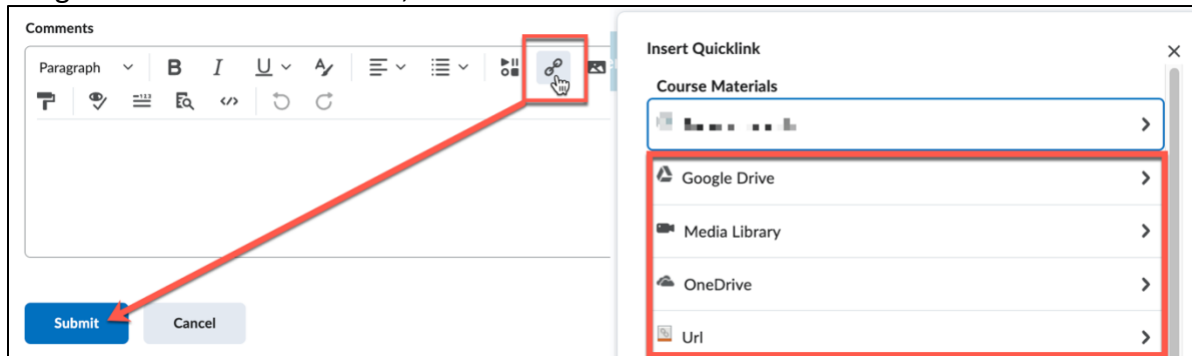 Comments
Paragraph
B I U
Submit
Cancel
Insert Quicklink
Course Materials
Google Drive
Media Library
OneDrive
Url